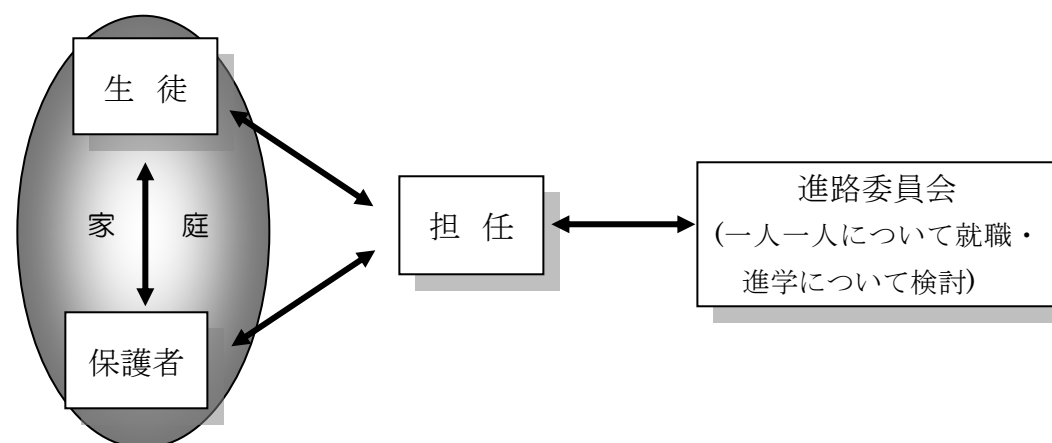 生 徒
家 庭
保護者
担 任
進路委員会
(一人一人について就職・
進学について検討)